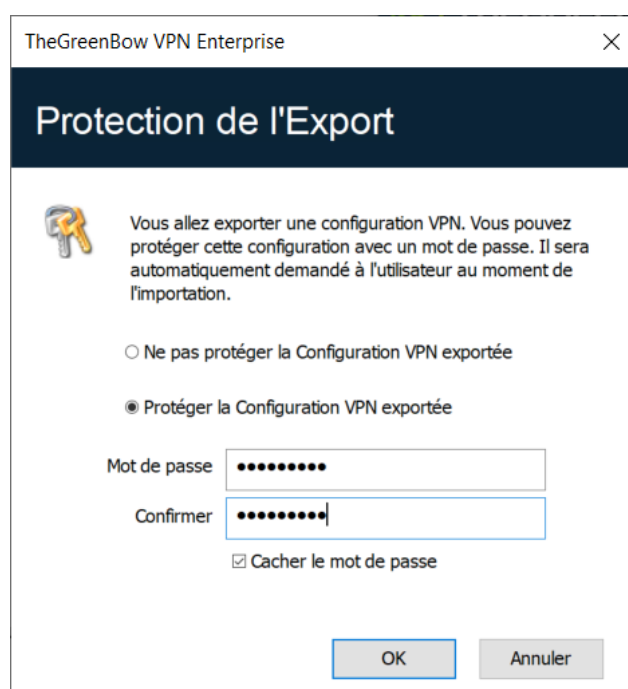 TheGreenBow VPN Enterprise
Protection de l'Export
Vous allez exporter une configuration VPN. Vous pouvez
protéger cette configuration avec un mot de passe. Il sera
automatiquement demandé à l'utilisateur au moment de
l'importation.
Ne pas protéger la Configuration VPN exportée
Protéger la Configuration VPN exportée
Mot de passe •••••••••
Confirmer •••••••••
Cacher le mot de passe
OK Annuler